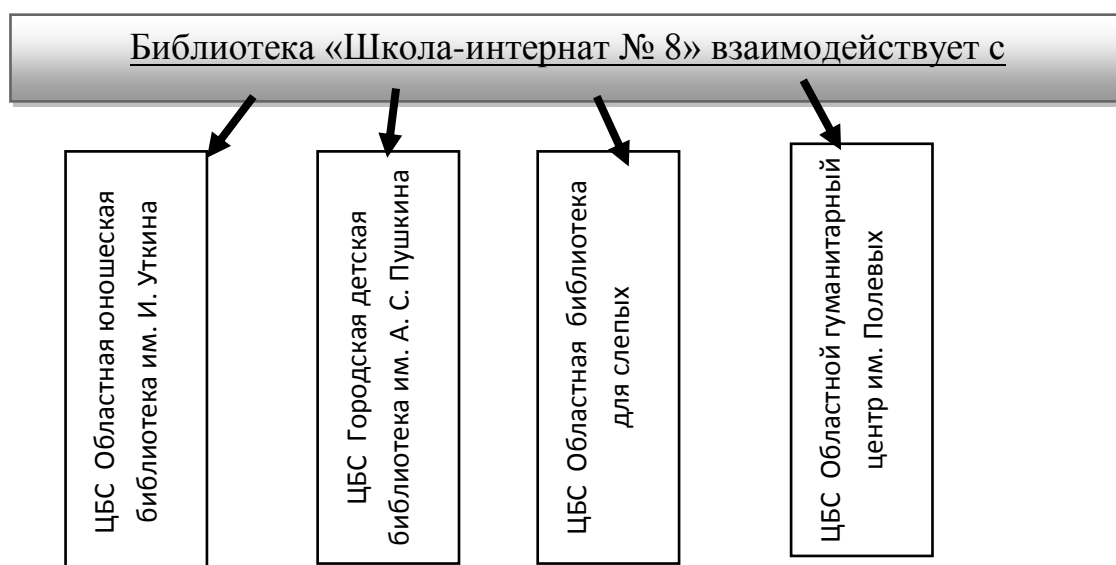 Библиотека «Школа-интернат № 8» взаимодействует с
ЦБС Областная юношеская
библиотека им. И. Уткина
ЦБС Городская детская
библиотека им. А. С. Пушкина
ЦБС Областная библиотека
для слепых
ЦБС Областной гуманитарный
центр им. Полевых